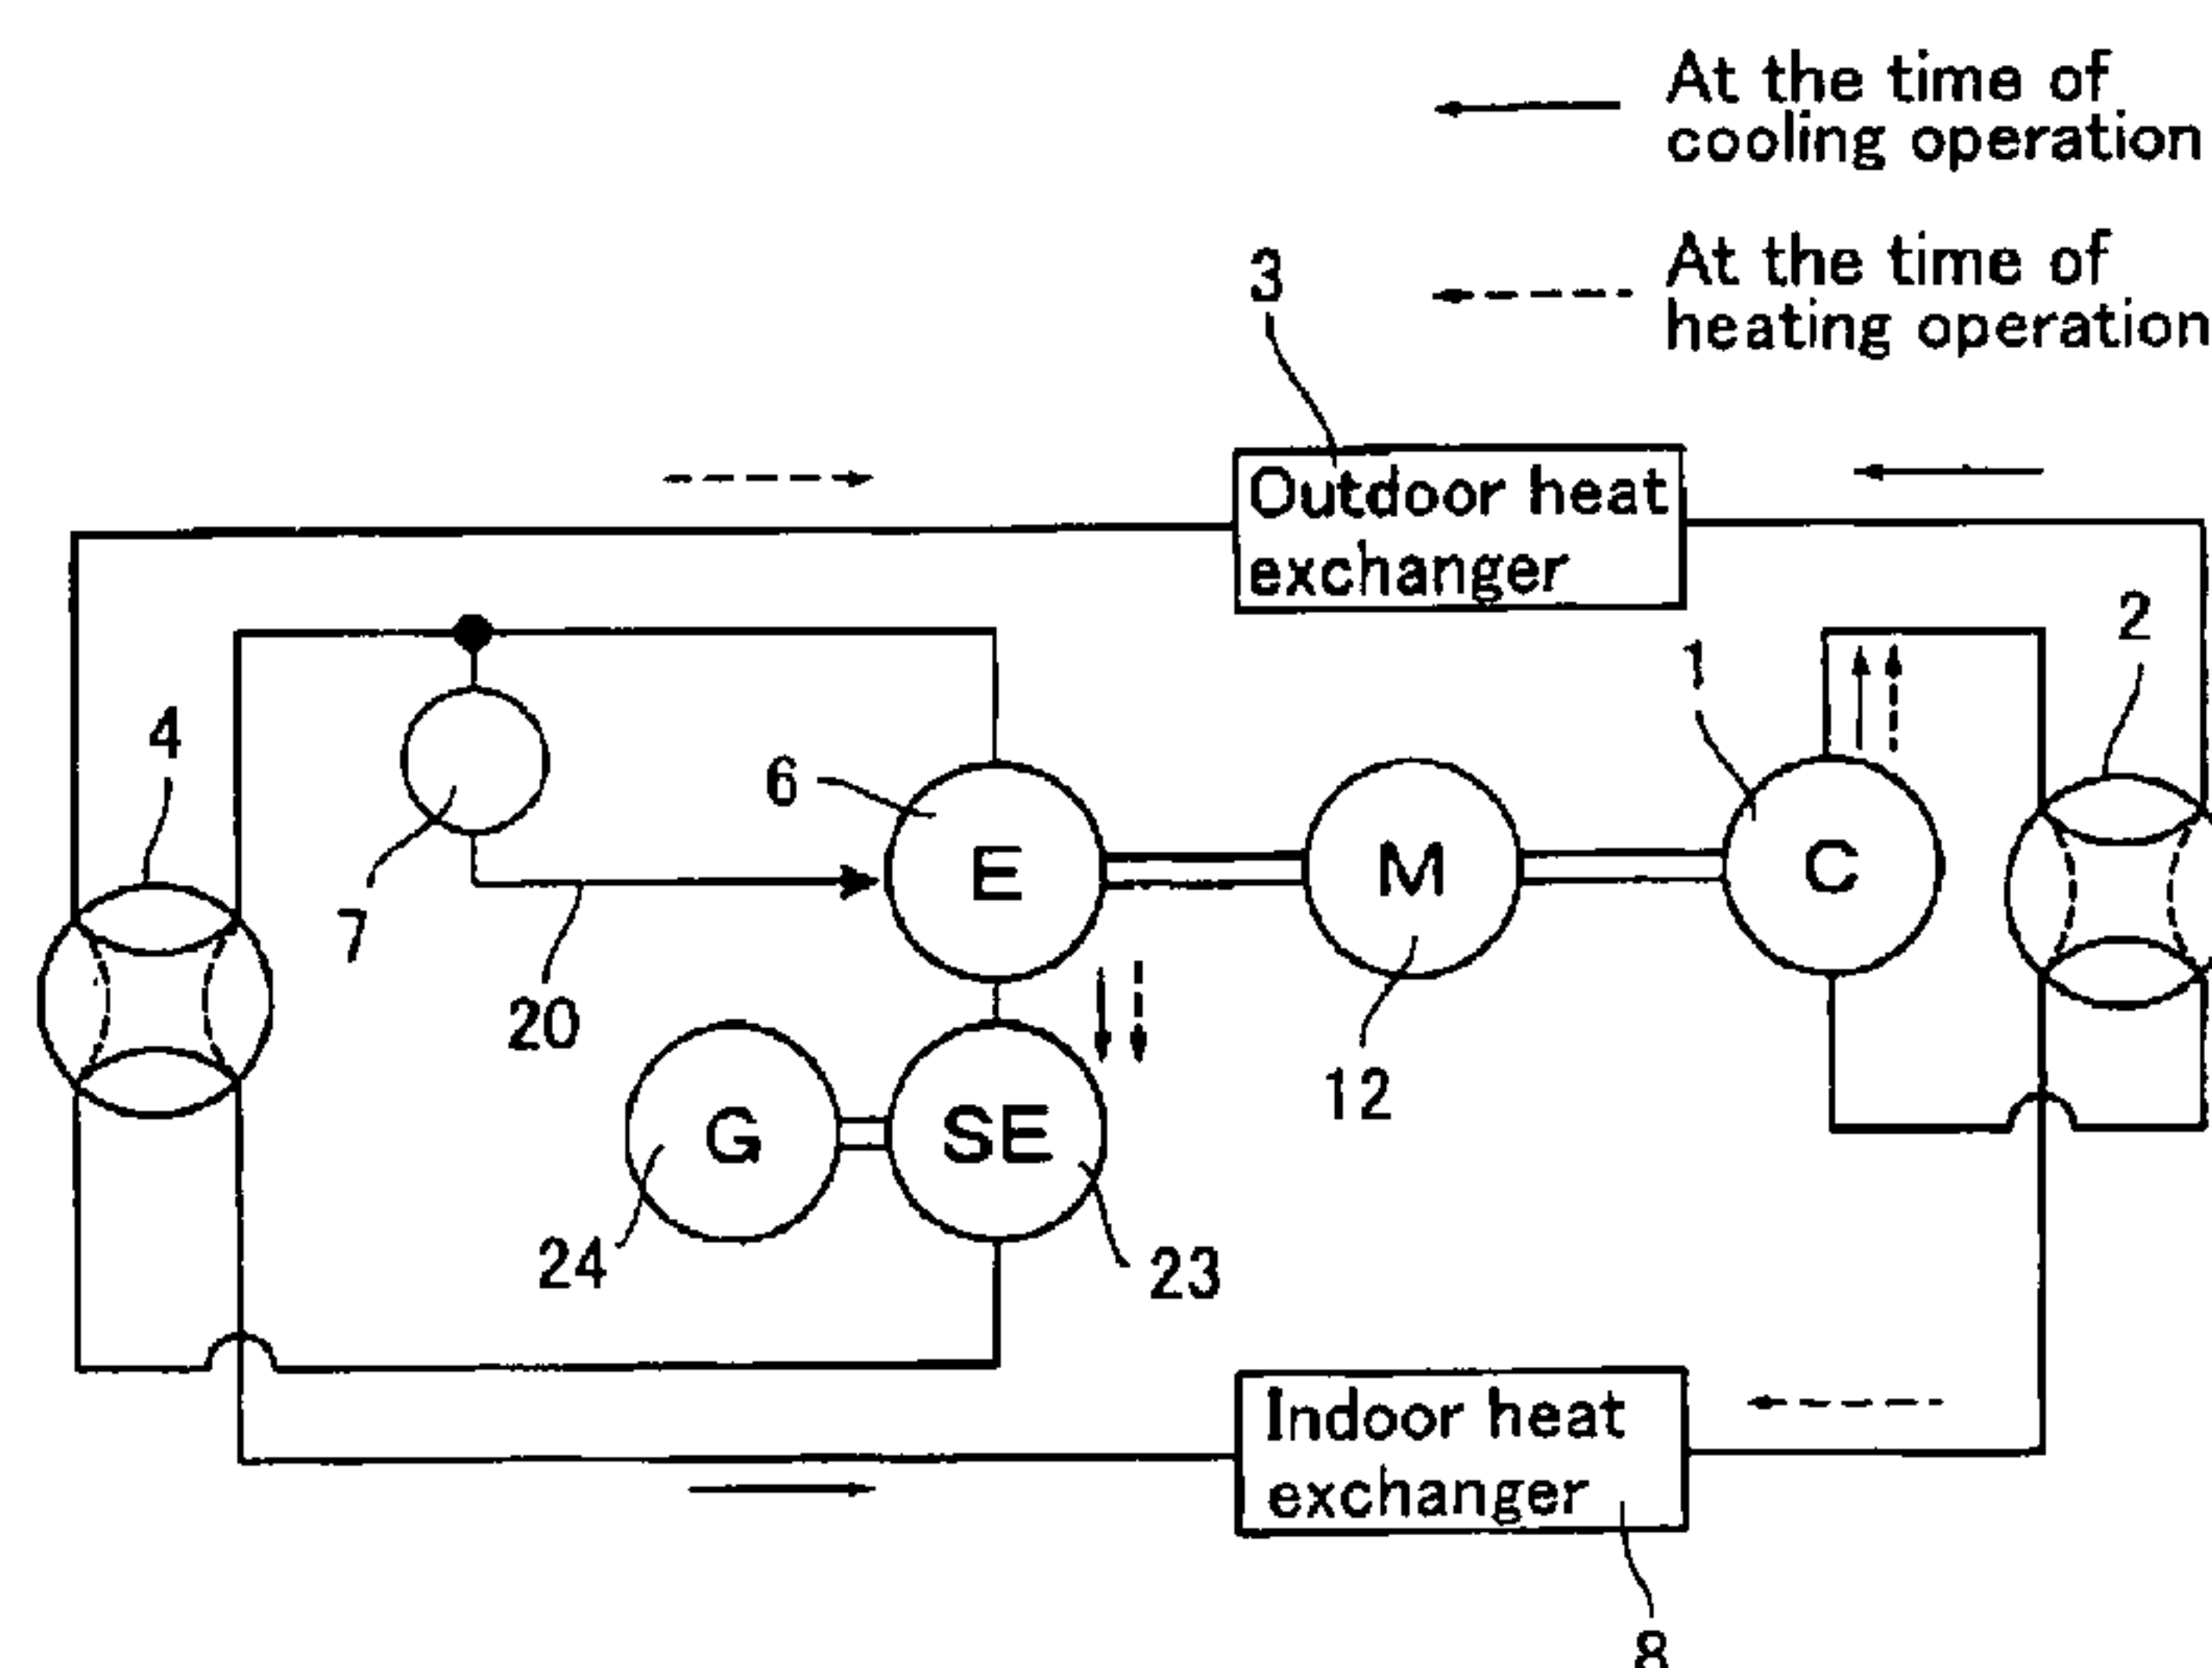 At the time of
cooling operation
At the time of
heating operation
3
Outdoor heat
exchanger
2
1
4
6
E
M
C
7
20
12
G
SE
24
23
Indoor heat
exchanger
8